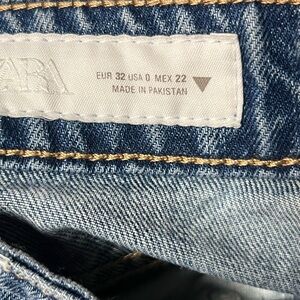 ZARA
EUR 32 USA 0 MEX 22
MADE IN PAKISTAN